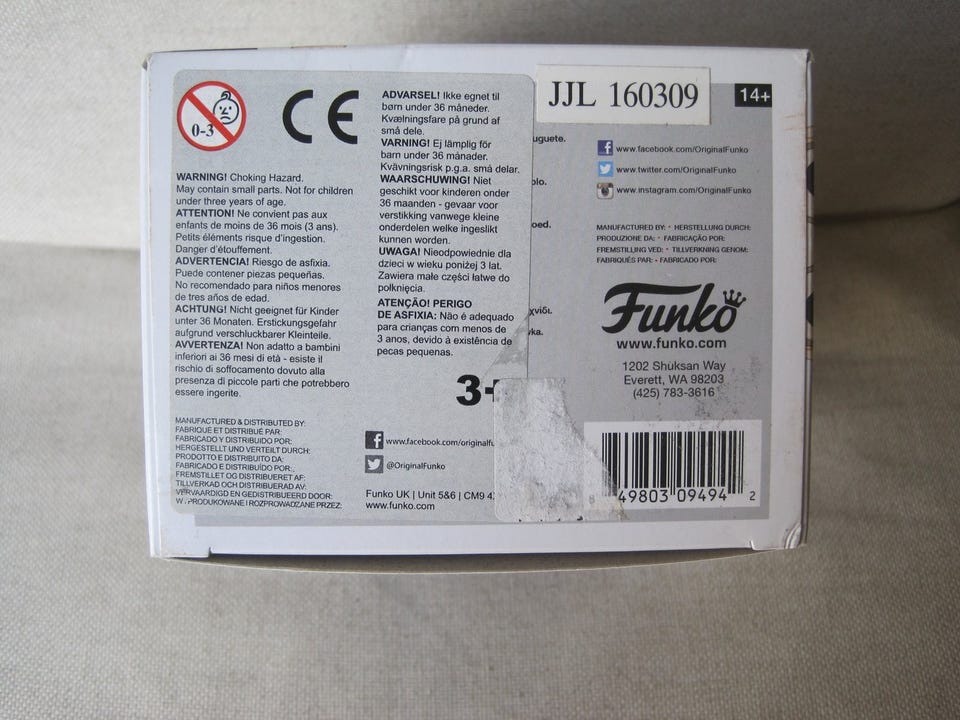 0-3
CE
WARNING! Choking Hazard.
May contain small parts. Not for children
under three years of age.
ATTENTION! Ne convient pas aux
enfants de moins de 36 mois (3 ans).
Petits éléments risque d'ingestion.
Danger d'étouffement.
ADVERTENCIA! Riesgo de asfixia.
Puede contener piezas pequeñas.
No recomendado para niños menores
de tres años de edad.
ACHTUNG! Nicht geeignet für Kinder
unter 36 Monaten. Erstickungsgefahr
aufgrund verschluckbarer Kleinteile.
AVVERTENZA! Non adatto a bambini
inferiori ai 36 mesi di età - esiste il
rischio di soffocamento dovuto alla
presenza di piccole parti che potrebbero
essere ingerite.
MANUFACTURED & DISTRIBUTED BY:
FABRIQUÉ ET DISTRIBUÉ PAR:
FABRICADO Y DISTRIBUIDO POR:
HERGESTELLT UND VERTEILT DURCH:
PRODOTTO E DISTRIBUITO DA:
FABRICADO E DISTRIBUÍDO POR:
FREMSTILLET OG DISTRIBUERET AF:
TILLVERKAD OCH DISTRIBUERAD AV:
VERVAARDIGD EN GEDISTRIBUEERD DOOR:
WYPRODUKOWANE I ROZPROWADZANE PRZEZ:
ADVARSEL! Ikke egnet til
børn under 36 måneder.
Kvælningsfare på grund af
små dele.
VARNING! Ej lämplig för
barn under 36 månader.
Kvävningsrisk p.g.a. små delar.
WAARSCHUWING! Niet
geschikt voor kinderen onder
36 maanden - gevaar voor
verstikking vanwege kleine
onderdelen welke ingeslikt
kunnen worden.
UWAGA! Nieodpowiednie dla
dzieci w wieku poniżej 3 lat.
Zawiera małe części łatwe do
połknięcia.
ATENÇÃO! PERIGO
DE ASFIXIA: Não é adequado
para crianças com menos de
3 anos, devido à existência de
pecas pequenas.
3+
www.facebook.com/originalfu
@OriginalFunko
Funko UK | Unit 5&6 | CM9 4
www.funko.com
JJL 160309
14+
uguete.
olo.
oed.
χνίδι.
ka.
www.facebook.com/OriginalFunko
www.twitter.com/OriginalFunko
www.instagram.com/OriginalFunko
MANUFACTURED BY: • HERSTELLUNG DURCH:
PRODUZIONE DA: • FABRICAÇÃO POR:
FREMSTILLING VED: • TILLVERKNING GENOM:
FABRIQUÉS PAR: • FABRICADO POR:
Funko
www.funko.com
1202 Shuksan Way
Everett, WA 98203
(425) 783-3616
49803 09494 2